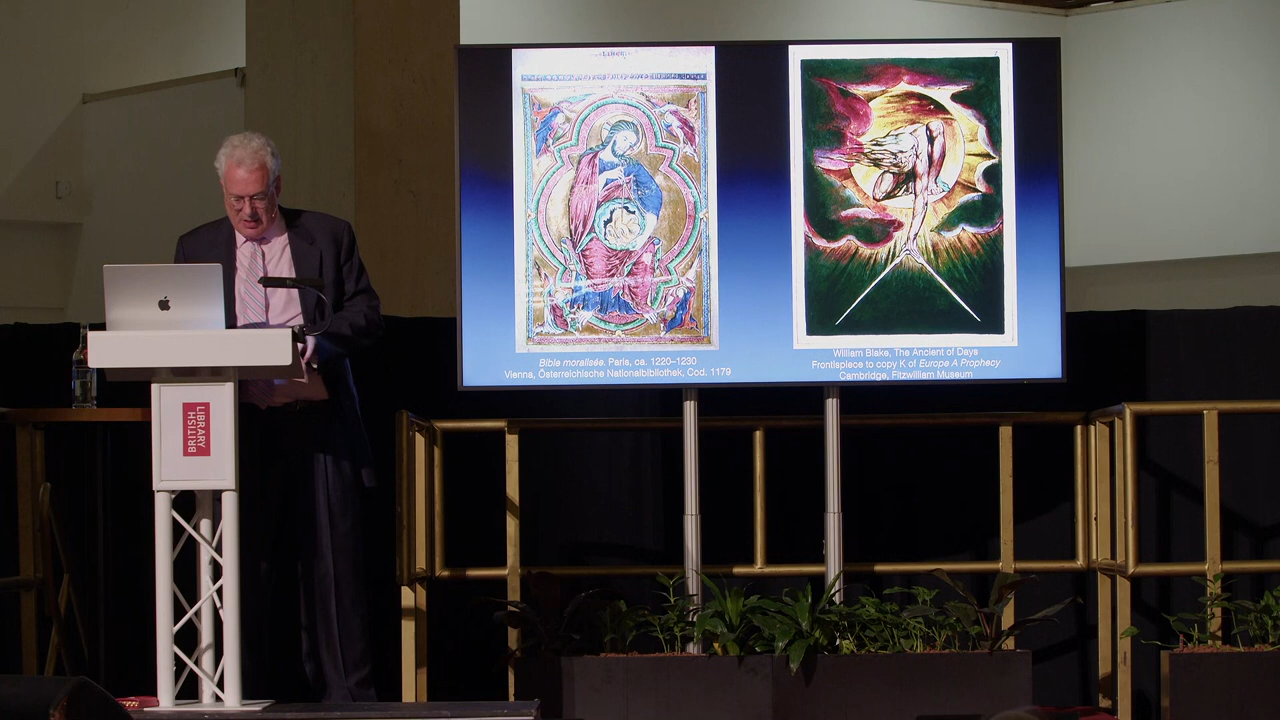 BRITISH
LIBRARY
Bible moralisée. Paris, ca. 1220–1230
Vienna, Österreichische Nationalbibliothek, Cod. 1179
William Blake, The Ancient of Days
Frontispiece to copy K of Europe A Prophecy
Cambridge, Fitzwilliam Museum